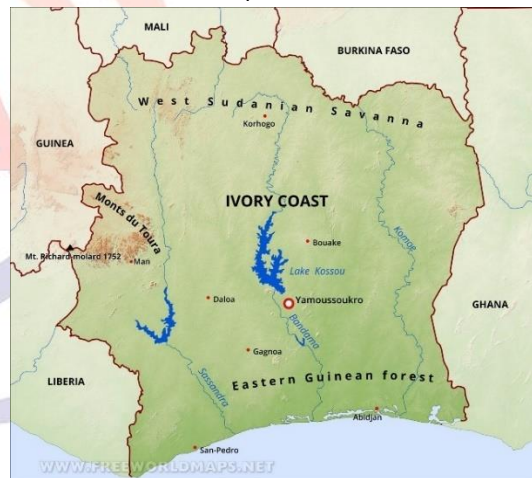 MALI
BURKINA FASO
West Sudanian Savanna
Korhogo
GUINEA
IVORY COAST
Monts du Toura
Komoe
Mt. Richard-molard 1752
Man
Bouake
Lake Kossou
Daloa
Yamoussoukro
GHANA
Bandama
Gagnoa
LIBERIA
Sassandra
Eastern Guinean forest
Abidjan
San-Pedro
WWW.FREEWORLDMAPS.NET